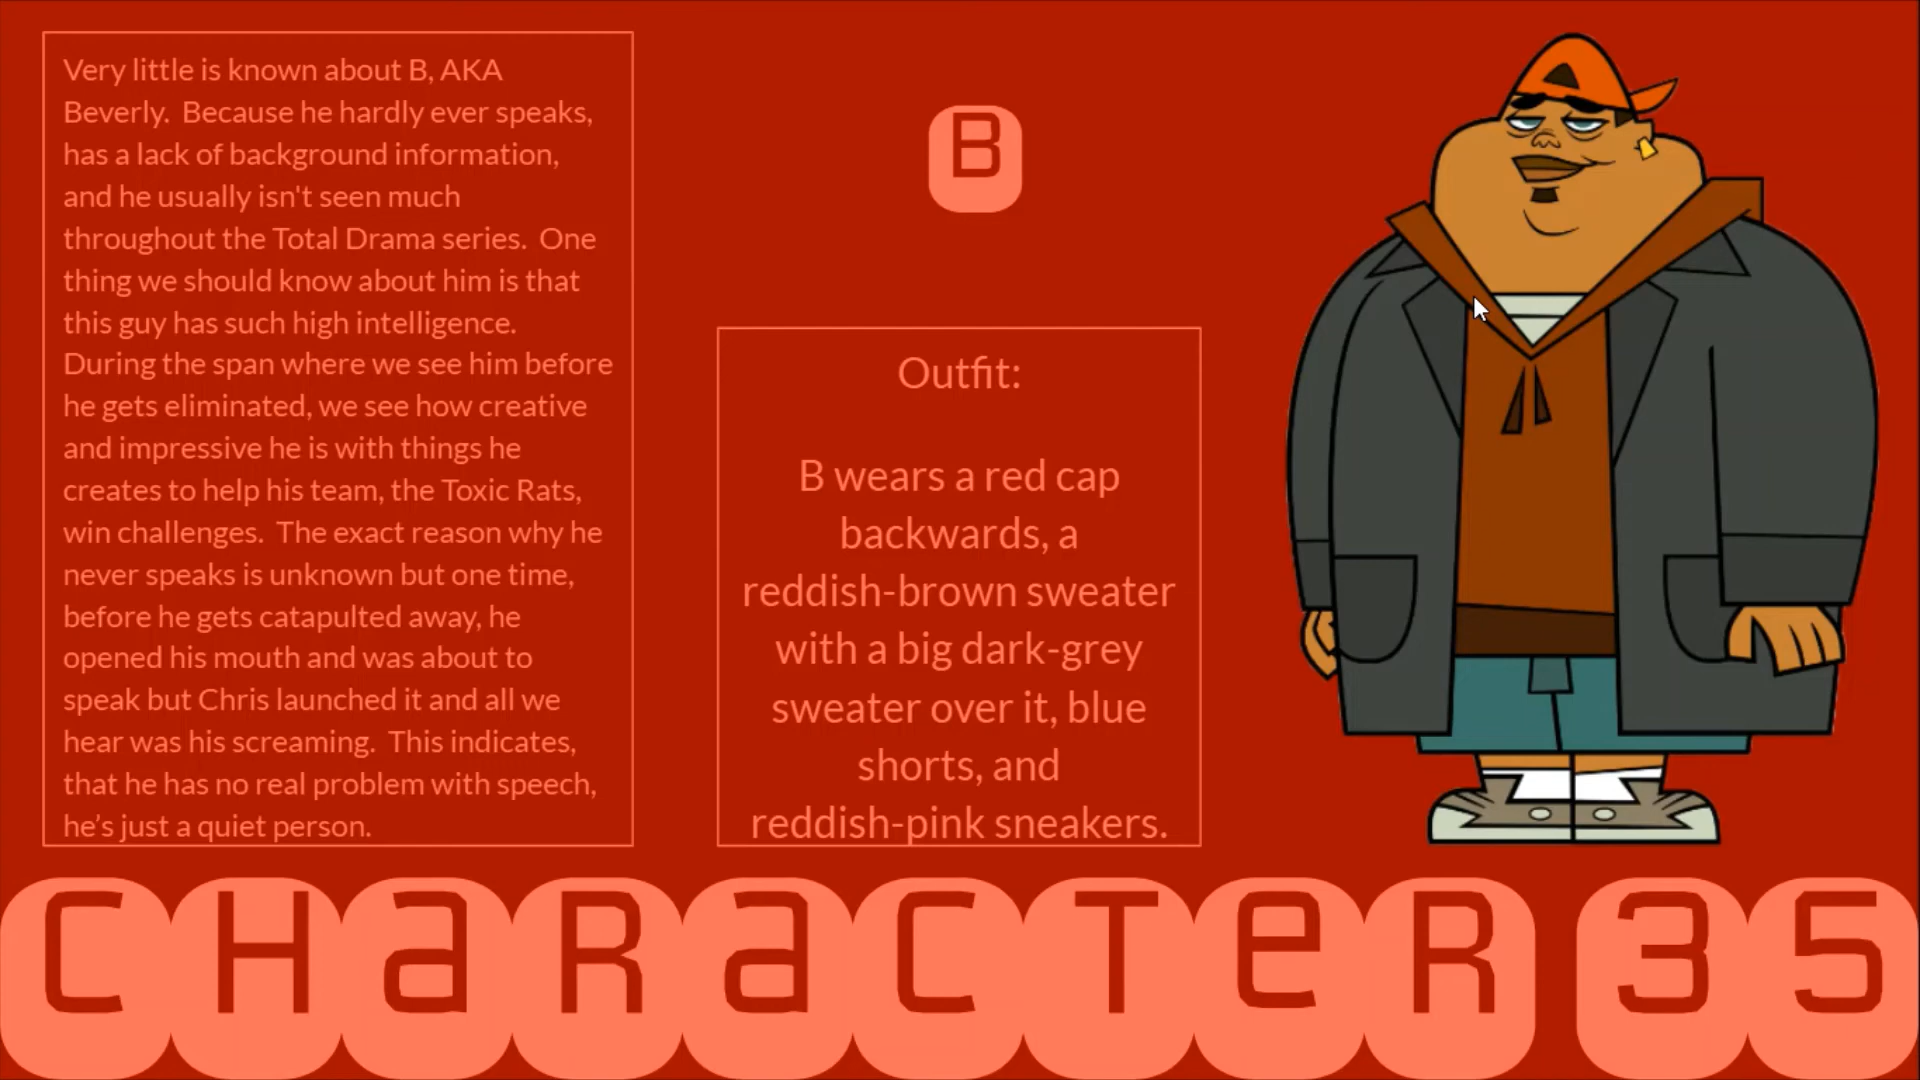 Very little is known about B, AKA
Beverly.  Because he hardly ever speaks,
has a lack of background information,
and he usually isn't seen much
throughout the Total Drama series.  One
thing we should know about him is that
this guy has such high intelligence.
During the span where we see him before
he gets eliminated, we see how creative
and impressive he is with things he
creates to help his team, the Toxic Rats,
win challenges.  The exact reason why he
never speaks is unknown but one time,
before he gets catapulted away, he
opened his mouth and was about to
speak but Chris launched it and all we
hear was his screaming.  This indicates,
that he has no real problem with speech,
he’s just a quiet person.
B
Outfit:
B wears a red cap
backwards, a
reddish-brown sweater
with a big dark-grey
sweater over it, blue
shorts, and
reddish-pink sneakers.
CHaRaCTeR 35